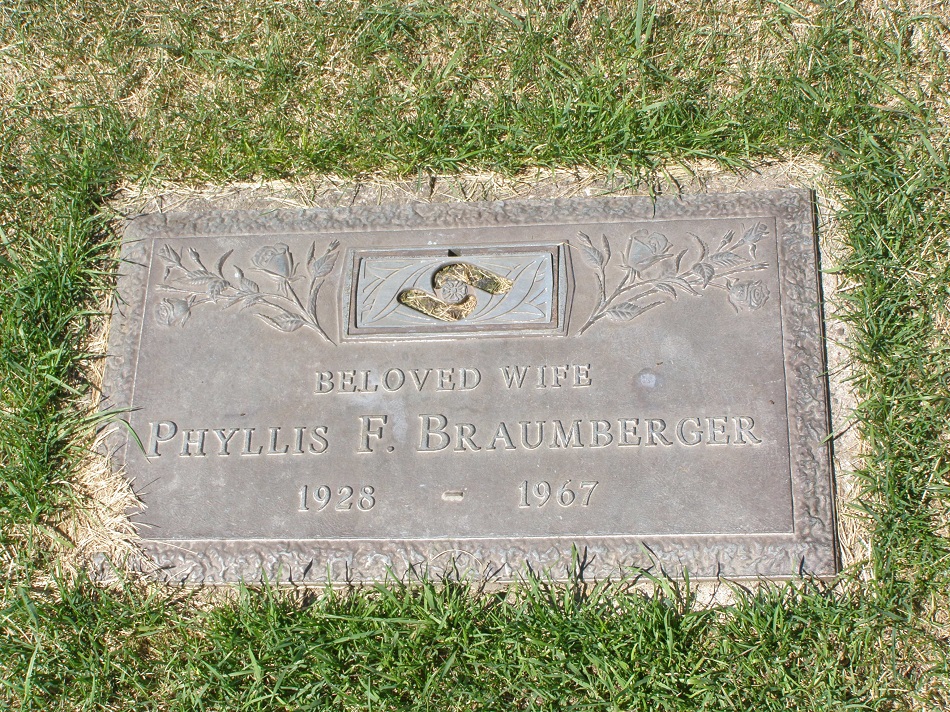 BELOVED WIFE
PHYLLIS F. BRAUMBERGER
1928 - 1967